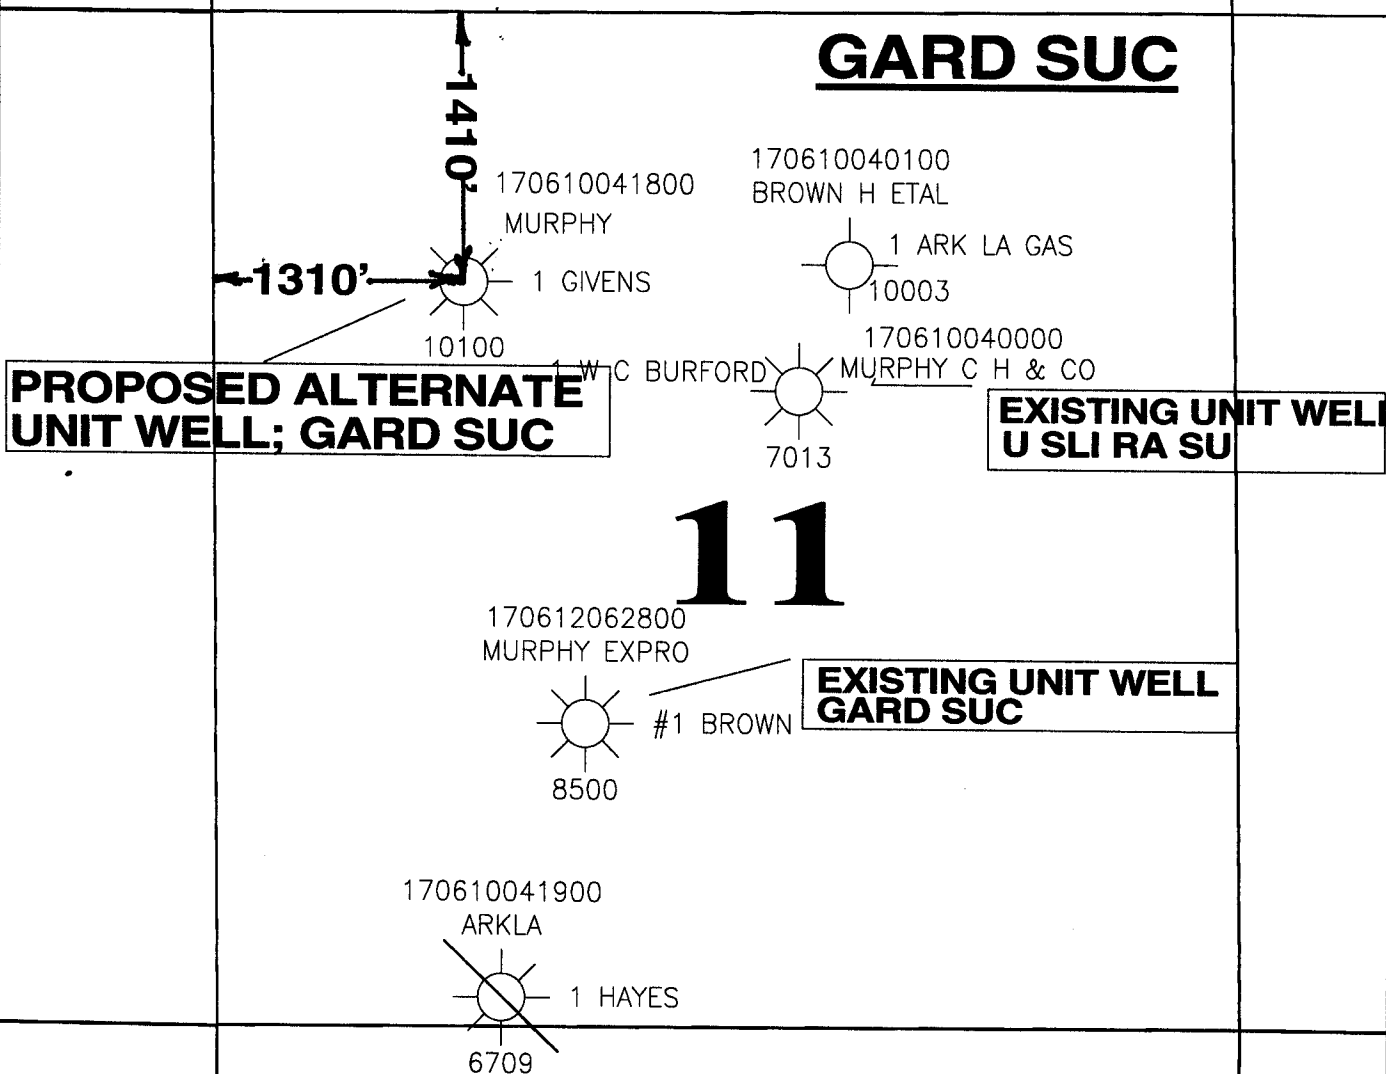 GARD SUC
1410'
170610040100
BROWN H ETAL
170610041800
MURPHY
1 ARK LA GAS
1310'
1 GIVENS
10003
10100
170610040000
1 W C BURFORD
MURPHY C H & CO
PROPOSED ALTERNATE
UNIT WELL; GARD SUC
EXISTING UNIT WELL
U SLI RA SU
7013
11
170612062800
MURPHY EXPRO
EXISTING UNIT WELL
GARD SUC
#1 BROWN
8500
170610041900
ARKLA
1 HAYES
6709